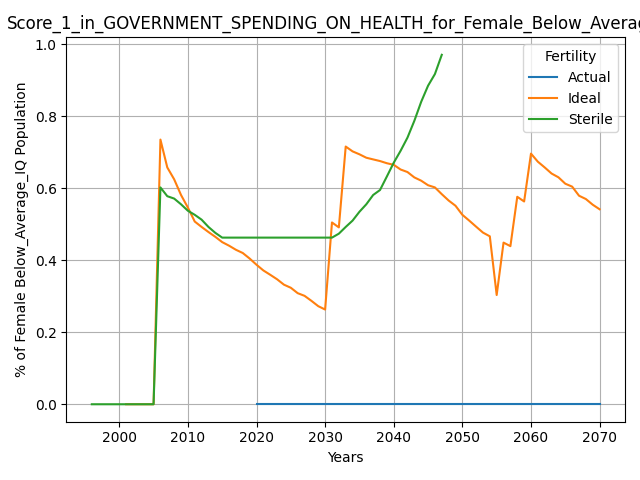 Score_1_in_GOVERNMENT_SPENDING_ON_HEALTH_for_Female_Below_Averag
% of Female Below_Average_IQ Population
1.0
0.8
0.6
0.4
0.2
0.0
Fertility
Actual
Ideal
Sterile
2000 2010 2020 2030 2040 2050 2060 2070
Years